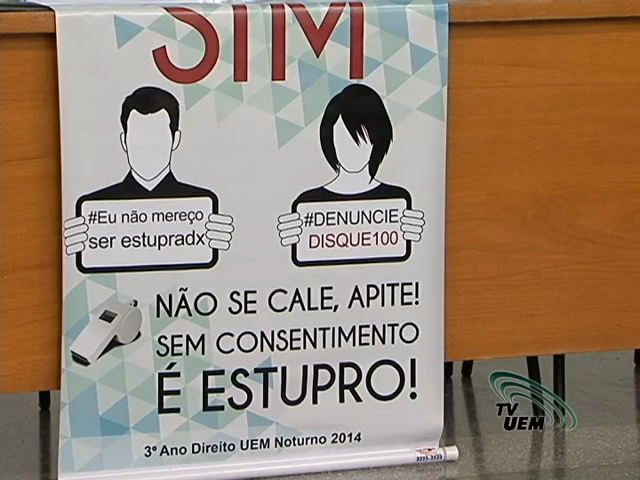 SIM
#Eu não mereço
ser estupradx
#DENUNCIE
DISQUE100
NÃO SE CALE, APITE!
SEM CONSENTIMENTO
É ESTUPRO!
3º Ano Direito UEM Noturno 2014
TV
UEM